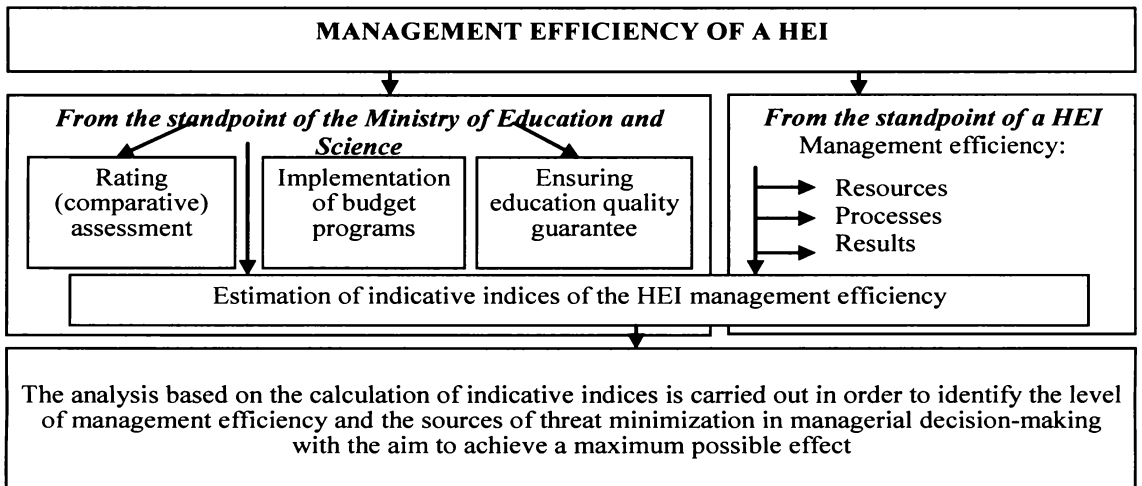 MANAGEMENT EFFICIENCY OF A HEI
From the standpoint of the Ministry of Education and
Science
Rating
(comparative)
assessment
Implementation
of budget
programs
Ensuring
education quality
guarantee
From the standpoint of a HEI
Management efficiency:
Resources
Processes
Results
Estimation of indicative indices of the HEI management efficiency
The analysis based on the calculation of indicative indices is carried out in order to identify the level
of management efficiency and the sources of threat minimization in managerial decision-making
with the aim to achieve a maximum possible effect